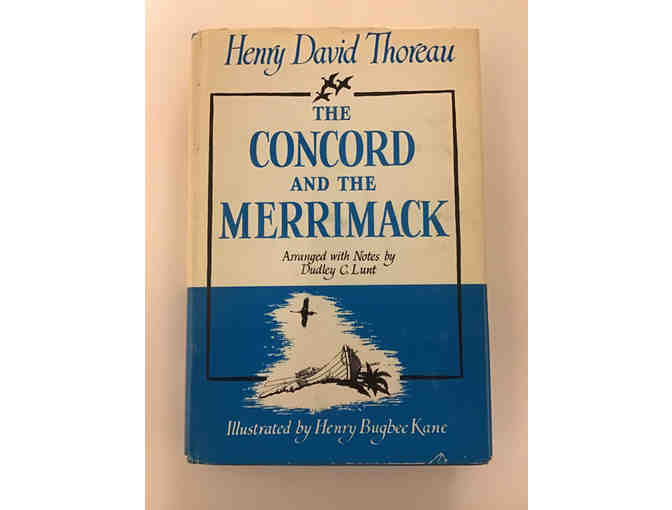 Henry David Thoreau
THE
CONCORD
AND THE
MERRIMACK
Arranged with Notes by
Dudley C. Lunt
Illustrated by Henry Bugbee Kane